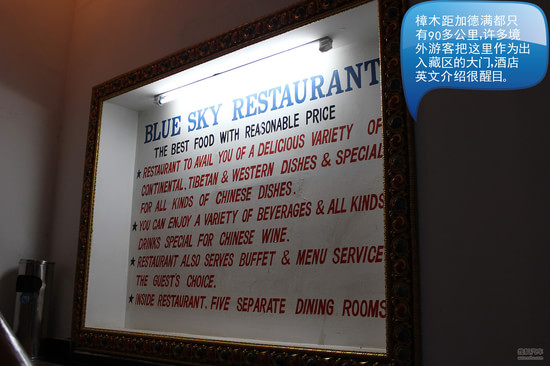 樟木距加德满都只
有90多公里,许多境
外游客把这里作为出
入藏区的大门,酒店
英文介绍很醒目。
BLUE SKY RESTAURANT
THE BEST FOOD WITH REASONABLE PRICE
★ RESTAURANT TO AVAIL YOU OF A DELICIOUS VARIETY OF
CONTINENTAL, TIBETAN & WESTERN DISHES & SPECIAL
FOR ALL KINDS OF CHINESE DISHES.
★ YOU CAN ENJOY A VARIETY OF BEVERAGES & ALL KINDS
DRINKS SPECIAL FOR CHINESE WINE.
★ RESTAURANT ALSO SERVES BUFFET & MENU SERVICE
THE GUEST'S CHOICE.
★ INSIDE RESTAURANT, FIVE SEPARATE DINING ROOMS